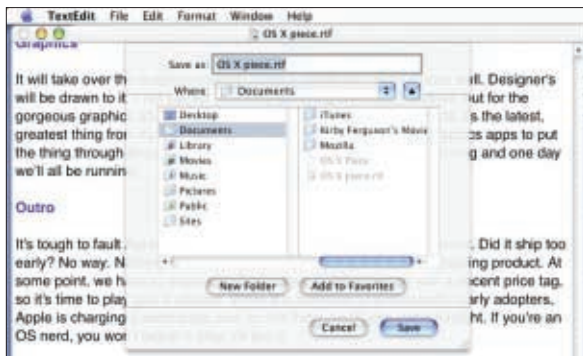 TextEdit File Edit Format Window Help
OS X piece.rtf
Graphics
Save as: OS X piece.rtf
Where: Documents
It will take over th ll. Designer's
will be drawn to it ut for the
gorgeous graphic s the latest,
greatest thing fro s apps to put
the thing through g and one day
we'll all be runnin
Desktop
Documents
Library
Movies
Music
Pictures
Public
Sites
iTunes
Kirby Ferguson's Movie
Mozilla
OS X Piece
OS X piece.rtf
Outro
It's tough to fault . Did it ship too
early? No way. N ing product. At
some point, we h cent price tag,
so it's time to play rly adopters,
Apple is charging ht. If you're an
OS nerd, you wo
New Folder Add to Favorites
Cancel Save